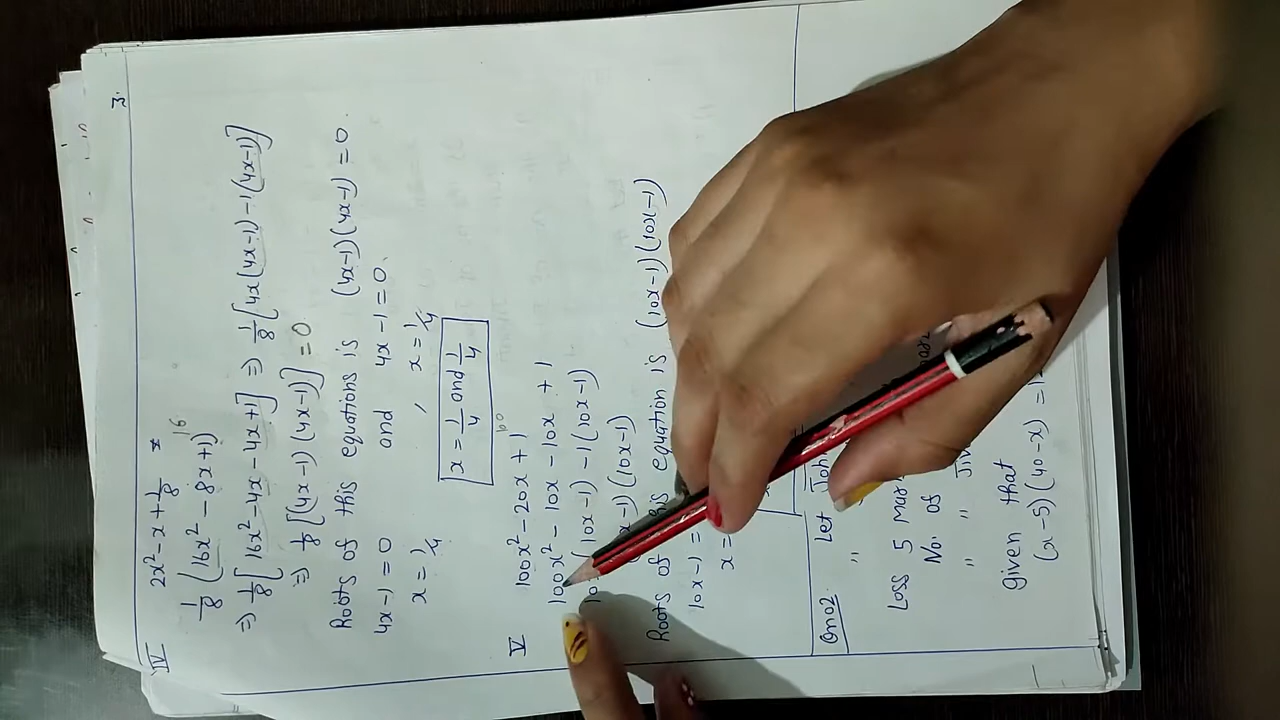 3.
IV 2x² - x + 1/8 =
1/8 (16x² - 8x + 1) 16
⇒ 1/8 [16x² - 4x - 4x + 1] ⇒ 1/8 [4x(4x-1) - 1(4x-1)]
⇒ 1/8 [(4x-1) (4x-1)] = 0
Roots of this equations is (4x-1)(4x-1) = 0.
4x-1 = 0 and 4x-1 = 0.
x = 1/4 , x = 1/4
x = 1/4 and 1/4
V 100x² - 20x + 1
100x² - 10x - 10x + 1
(10x-1) - 1 (10x-1)
x-1) (10x-1)
Roots of equation is (10x-1) (10x-1)
10x-1 =
x =
Qno2 Let John
"
Loss 5 mar
No. of
" "
given that
(x-5) (40-x) = 1